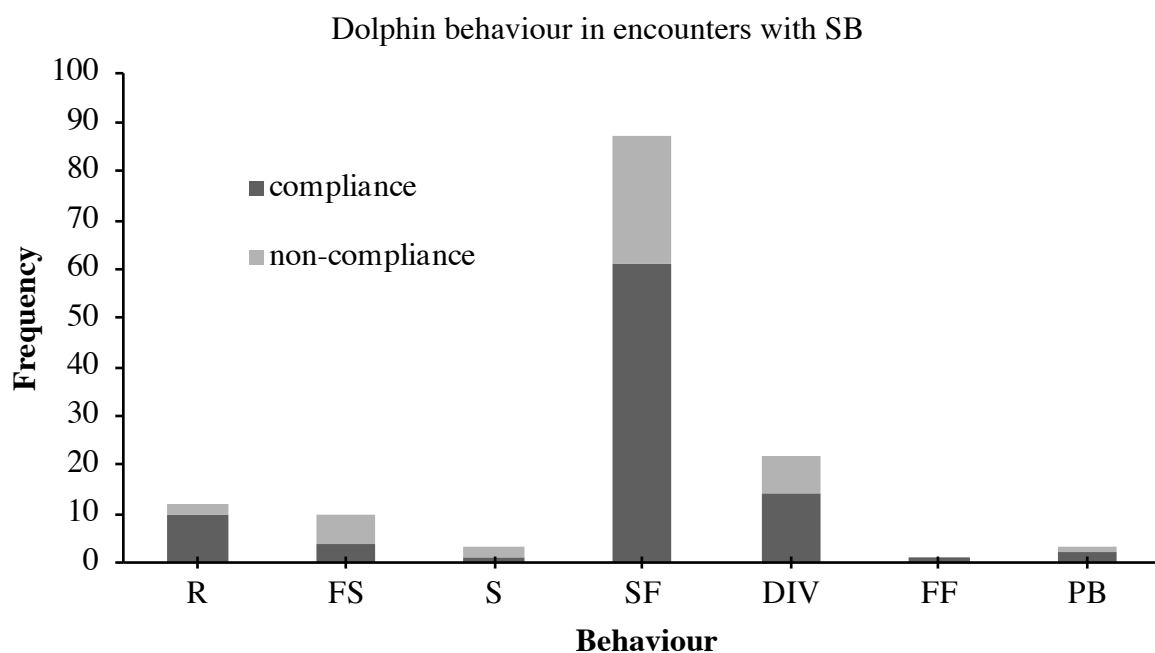 Dolphin behaviour in encounters with SB
100
90
80
70
60
50
40
30
20
10
0
Frequency
compliance
non-compliance
R FS S SF DIV FF PB
Behaviour